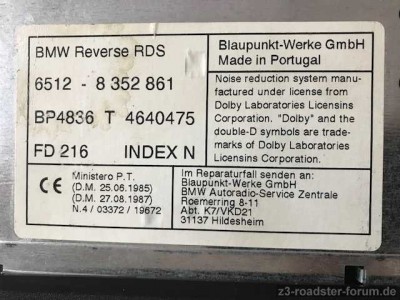 BMW Reverse RDS
6512 - 8 352 861
BP4836 T 4640475
FD 216 INDEX N
Blaupunkt-Werke GmbH
Made in Portugal
Noise reduction system manu-
factured under license from
Dolby Laboratories Licensins
Corporation. "Dolby" and the
double-D symbols are trade-
marks of Dolby Laboratories
Licensins Corporation.
CE
Ministero P.T.
(D.M. 25.06.1985)
(D.M. 27.08.1987)
N.4 / 03372 / 19672
Im Reparaturfall senden an:
Blaupunkt-Werke GmbH
BMW Autoradio-Service Zentrale
Roemerring 8-11
Abt. K7/VKD21
31137 Hildesheim
z3-roadster-forum.de